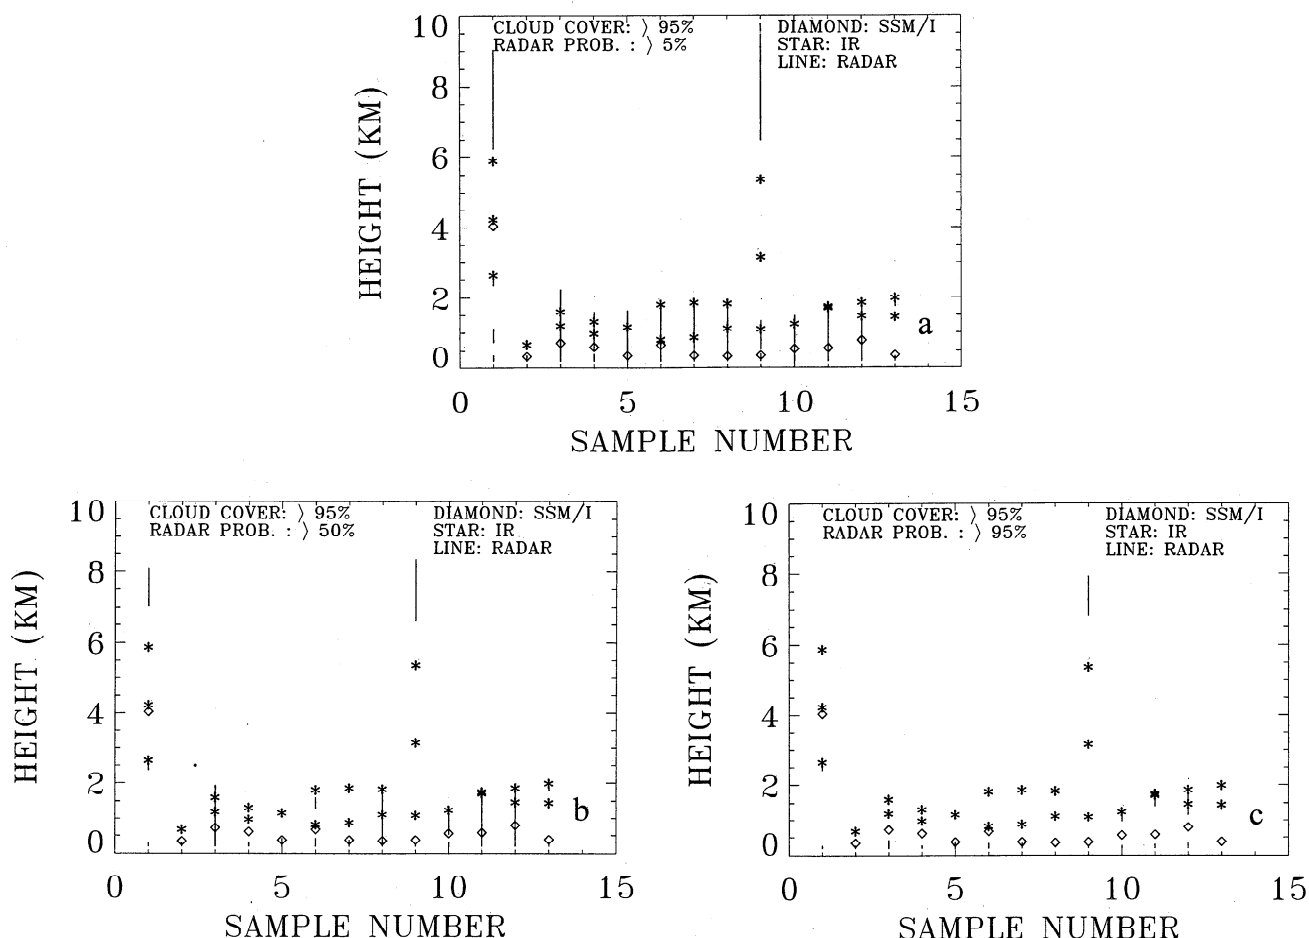 CLOUD COVER: 〉 95%
RADAR PROB. : 〉 5%
DIAMOND: SSM/I
STAR: IR
LINE: RADAR
10
8
6
4
2
0
HEIGHT (KM)
a
0 5 10 15
SAMPLE NUMBER
CLOUD COVER: 〉 95%
RADAR PROB. : 〉 50%
DIAMOND: SSM/I
STAR: IR
LINE: RADAR
10
8
6
4
2
0
HEIGHT (KM)
b
0 5 10 15
SAMPLE NUMBER
CLOUD COVER: 〉 95%
RADAR PROB. : 〉 95%
DIAMOND: SSM/I
STAR: IR
LINE: RADAR
10
8
6
4
2
0
HEIGHT (KM)
c
0 5 10 15
SAMPLE NUMBER